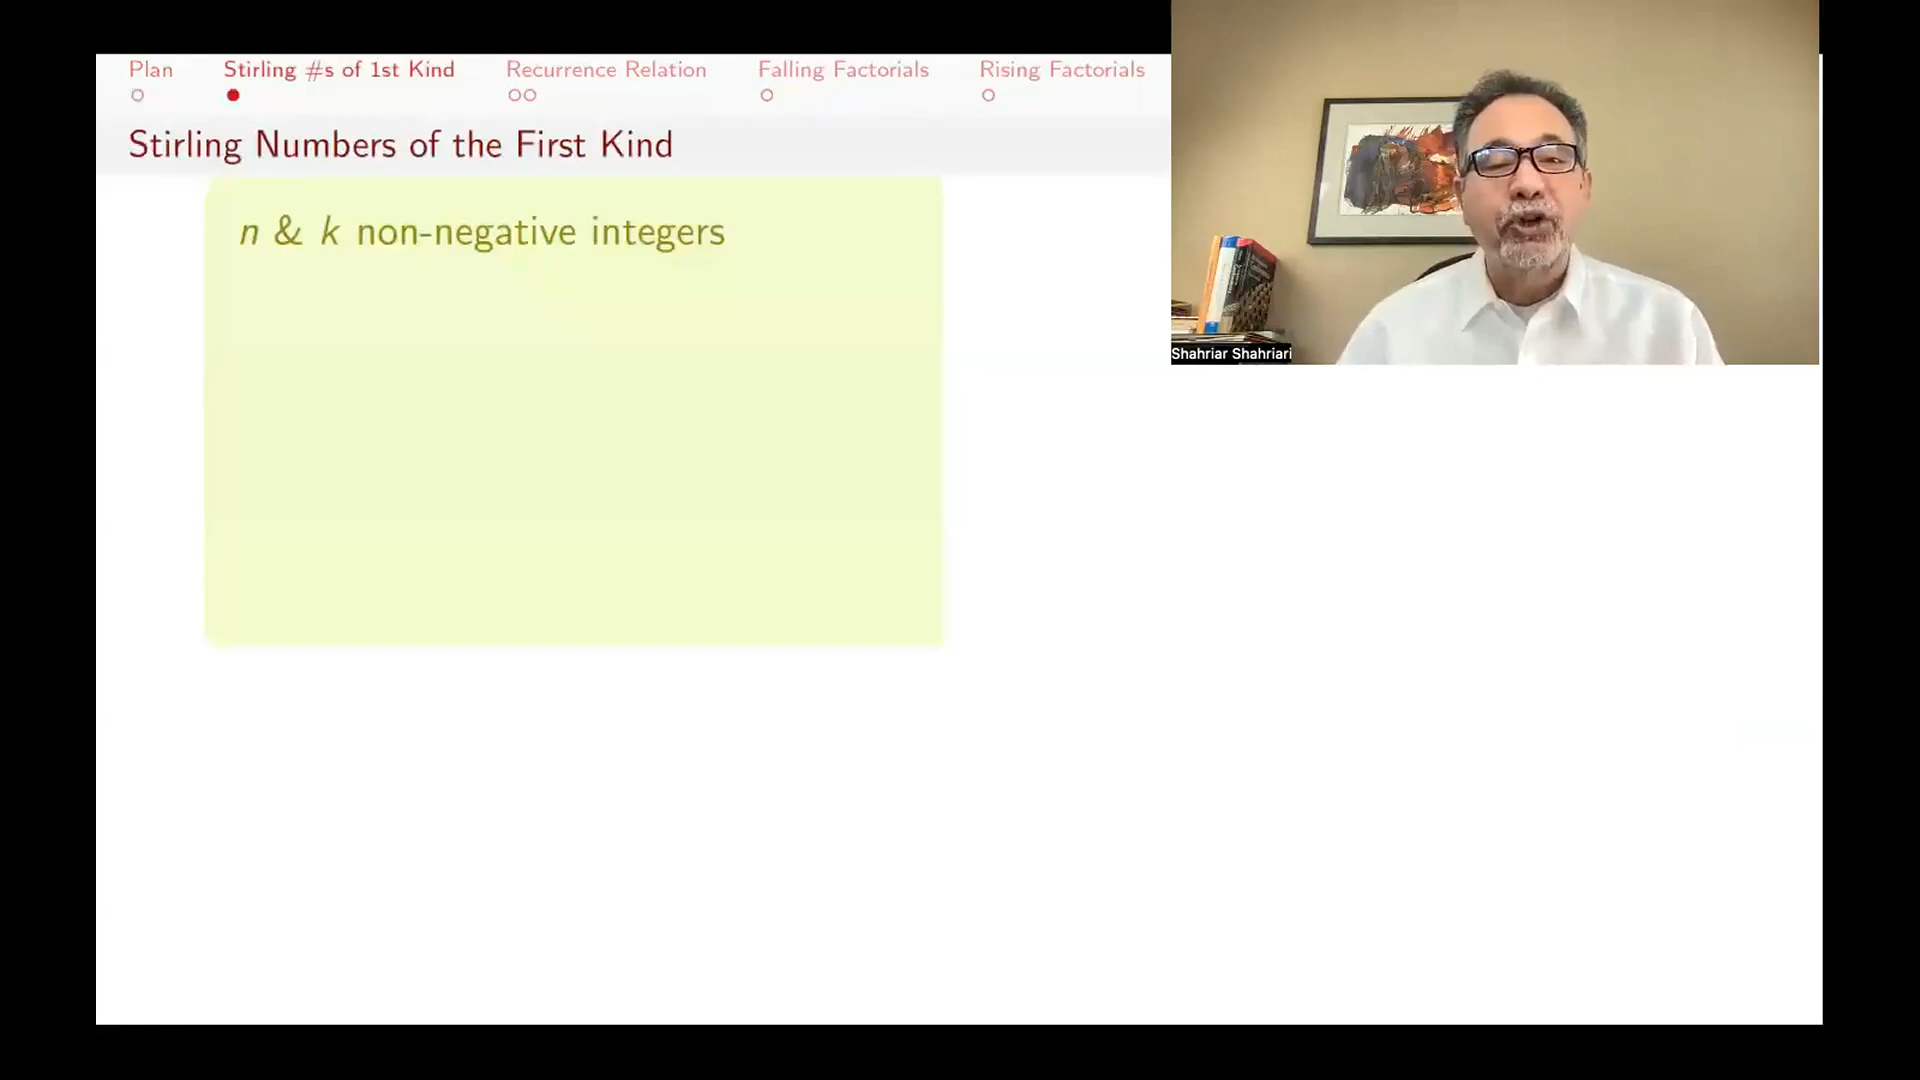 Plan
Stirling #s of 1st Kind
Recurrence Relation
Falling Factorials
Rising Factorials
Stirling Numbers of the First Kind
n & k non-negative integers
Shahriar Shahriari